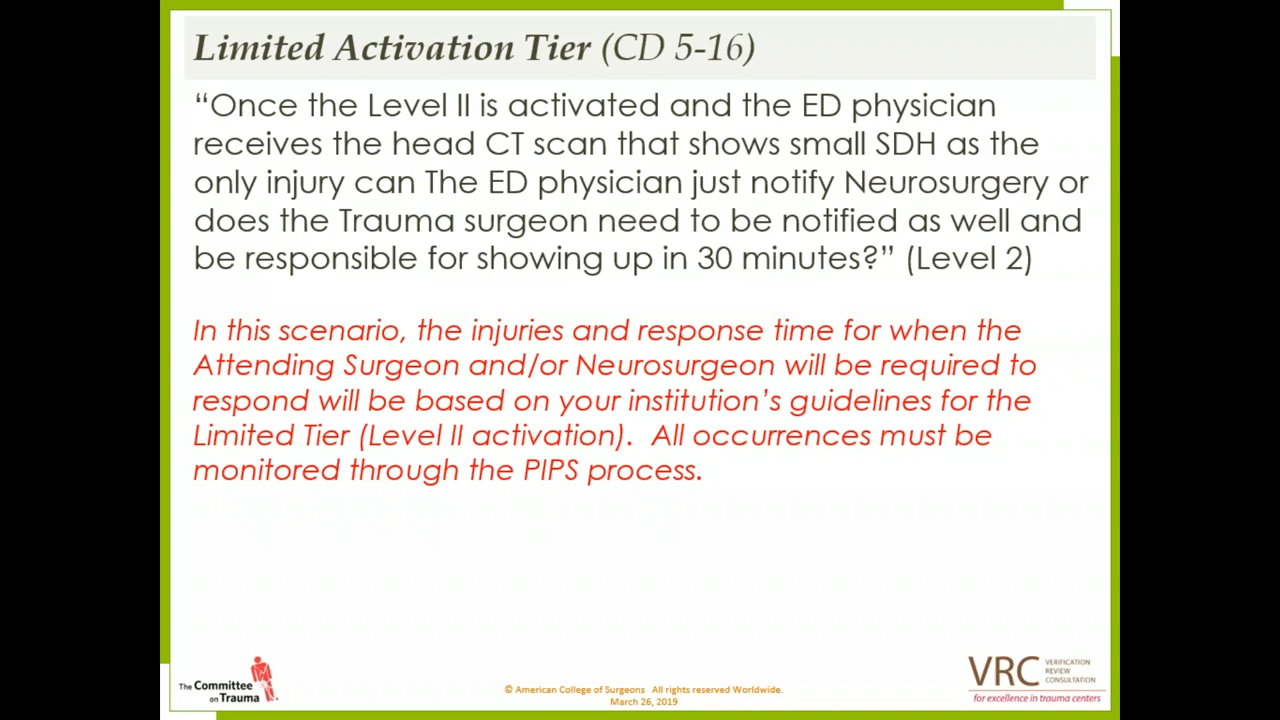 Limited Activation Tier (CD 5-16)
“Once the Level II is activated and the ED physician
receives the head CT scan that shows small SDH as the
only injury can The ED physician just notify Neurosurgery or
does the Trauma surgeon need to be notified as well and
be responsible for showing up in 30 minutes?” (Level 2)
In this scenario, the injuries and response time for when the
Attending Surgeon and/or Neurosurgeon will be required to
respond will be based on your institution’s guidelines for the
Limited Tier (Level II activation).  All occurrences must be
monitored through the PIPS process.
The Committee
on Trauma
© American College of Surgeons  All rights reserved Worldwide.
March 26, 2019
VRC
VERIFICATION
REVIEW
CONSULTATION
for excellence in trauma centers